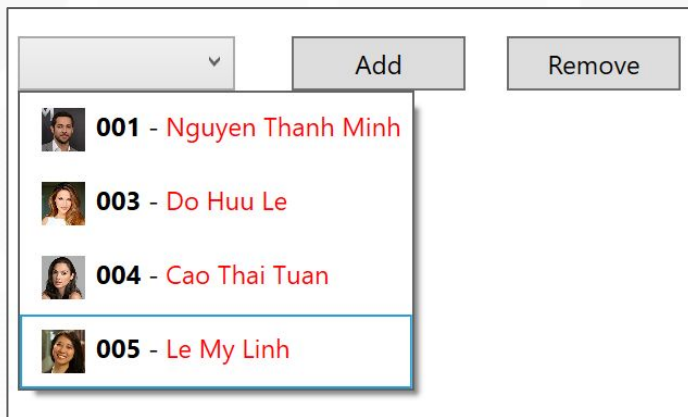 Add
Remove
001 - Nguyen Thanh Minh
003 - Do Huu Le
004 - Cao Thai Tuan
005 - Le My Linh